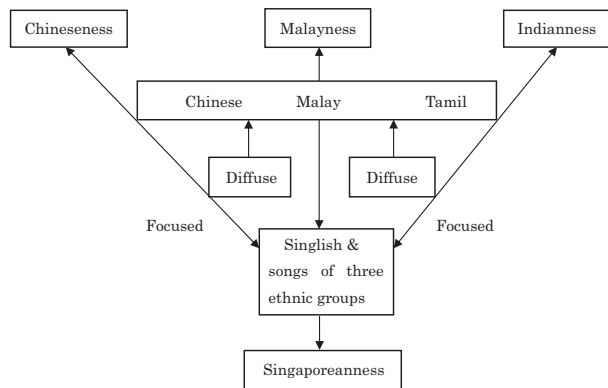 Chineseness
Malayness
Indianness
Chinese Malay Tamil
Diffuse
Diffuse
Focused
Focused
Singlish &
songs of three
ethnic groups
Singaporeanness